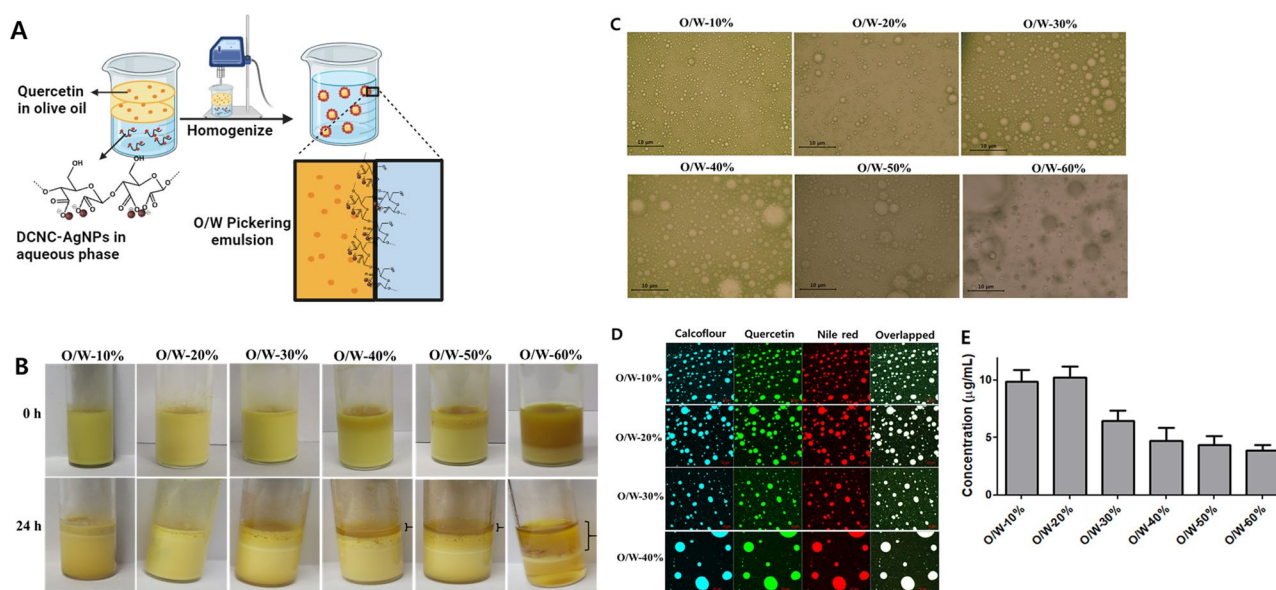 A
Quercetin
in olive oil
Homogenize
OH
OH
O/W Pickering
emulsion
DCNC-AgNPs in
aqueous phase
B
O/W-10% O/W-20% O/W-30% O/W-40% O/W-50% O/W-60%
0 h
24 h
C
O/W-10% O/W-20% O/W-30%
10 µm 10 µm 10 µm
O/W-40% O/W-50% O/W-60%
10 µm 10 µm 10 µm
D
Calcoflour Quercetin Nile red Overlapped
O/W-10%
O/W-20%
O/W-30%
O/W-40%
E
Concentration (µg/mL)
10
5
0
O/W-10% O/W-20% O/W-30% O/W-40% O/W-50% O/W-60%